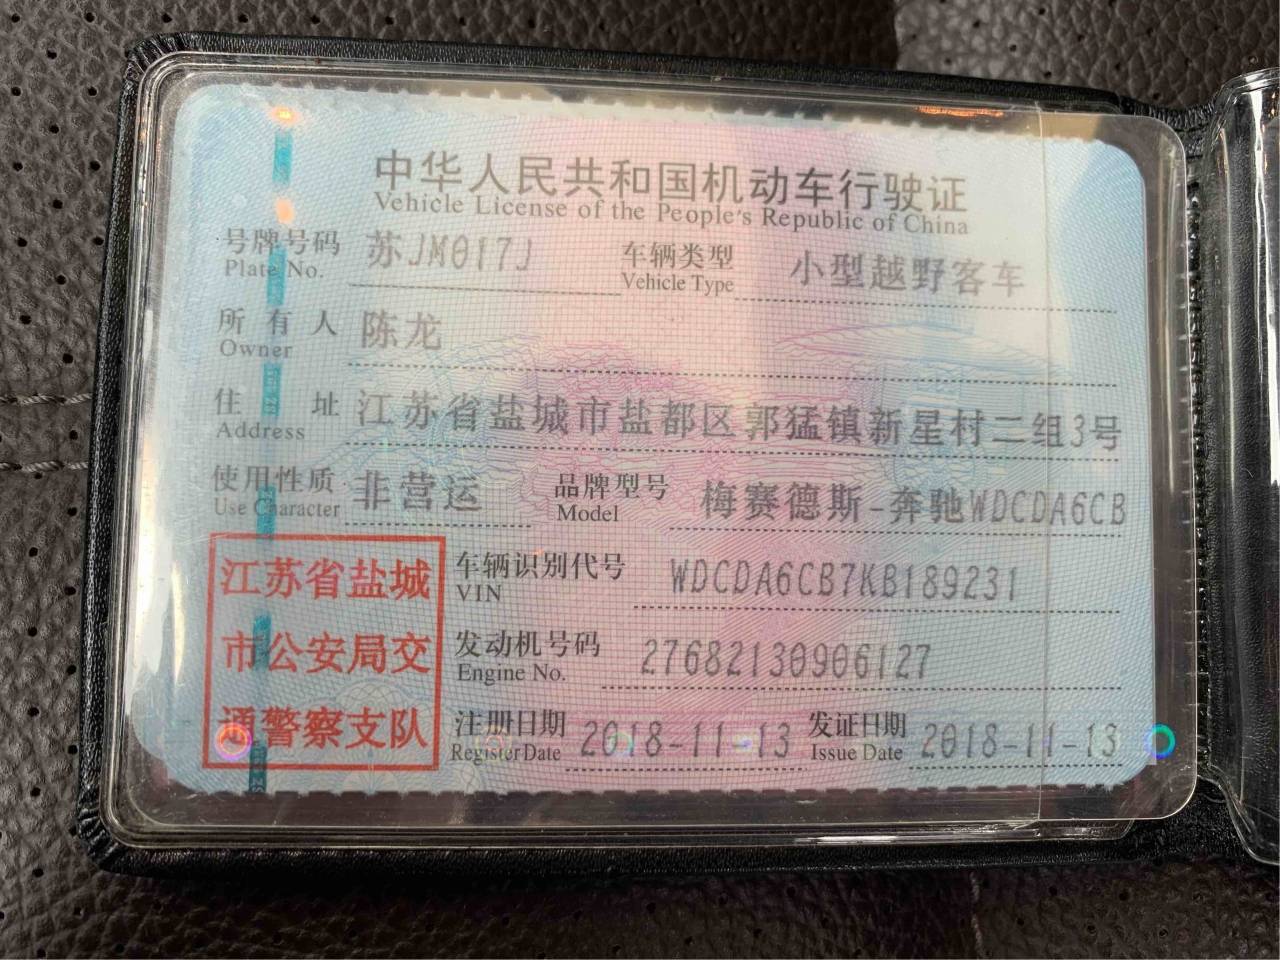 中华人民共和国机动车行驶证
Vehicle License of the People's Republic of China
号牌号码 苏JM017J 车辆类型 小型越野客车
Plate No. Vehicle Type
所有人 陈龙
Owner
住址 江苏省盐城市盐都区郭猛镇新星村二组3号
Address
使用性质 非营运 品牌型号 梅赛德斯-奔驰WDCDA6CB
Use Character Model
江苏省盐城
市公安局交
通警察支队
车辆识别代号 WDCDA6CB7KB189231
VIN
发动机号码 27682130906127
Engine No.
注册日期 2018-11-13 发证日期 2018-11-13
Register Date Issue Date